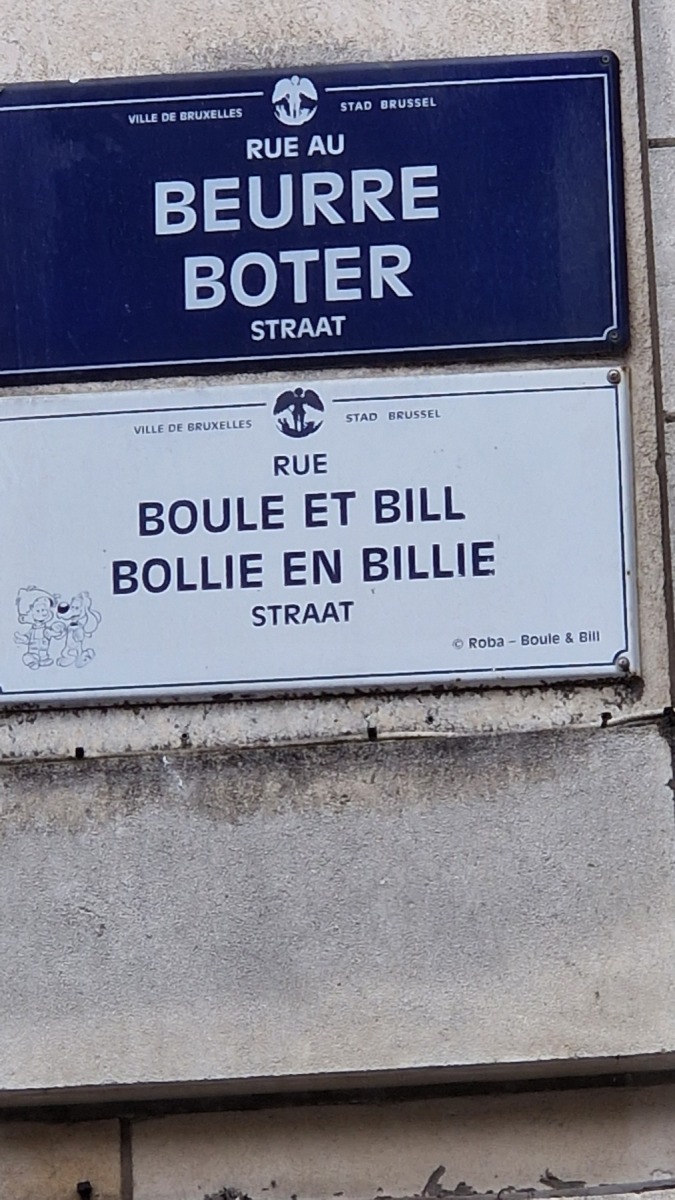 VILLE DE BRUXELLES STAD BRUSSEL
RUE AU
BEURRE
BOTER
STRAAT
VILLE DE BRUXELLES STAD BRUSSEL
RUE
BOULE ET BILL
BOLLIE EN BILLIE
STRAAT
© Roba - Boule & Bill